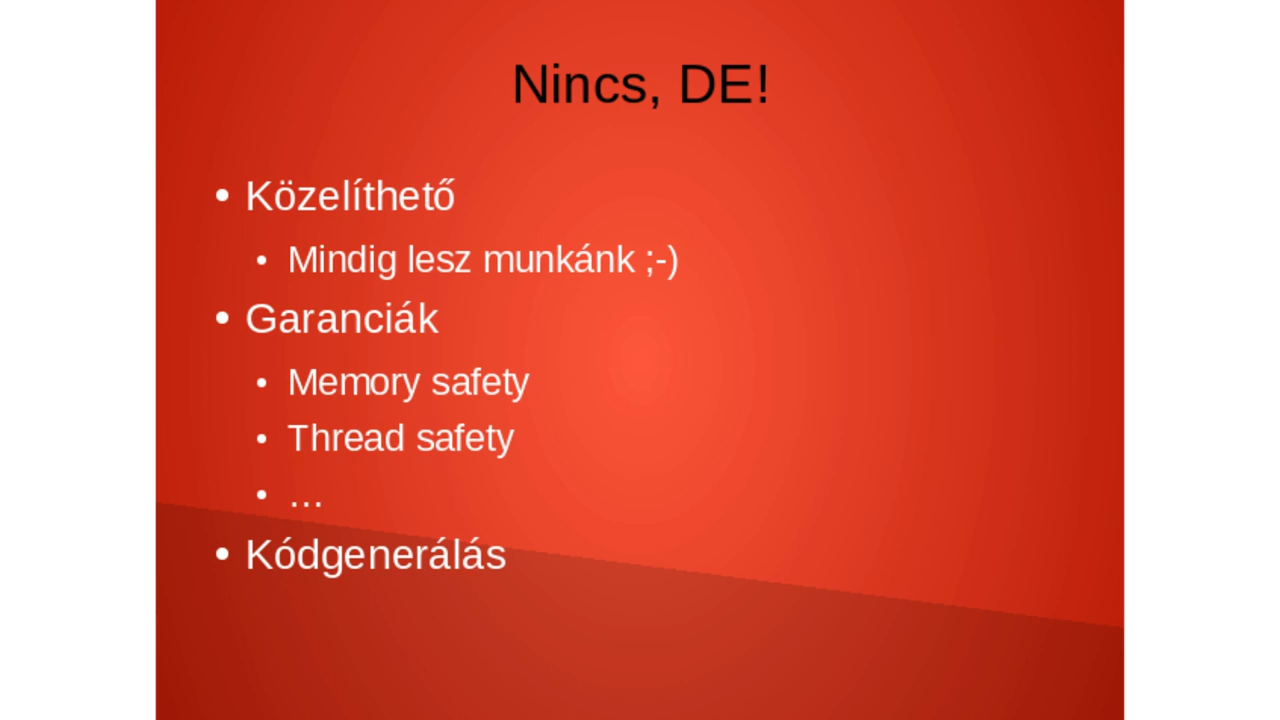 Nincs, DE!
• Közelíthető
• Mindig lesz munkánk ;-)
• Garanciák
• Memory safety
• Thread safety
• ...
• Kódgenerálás